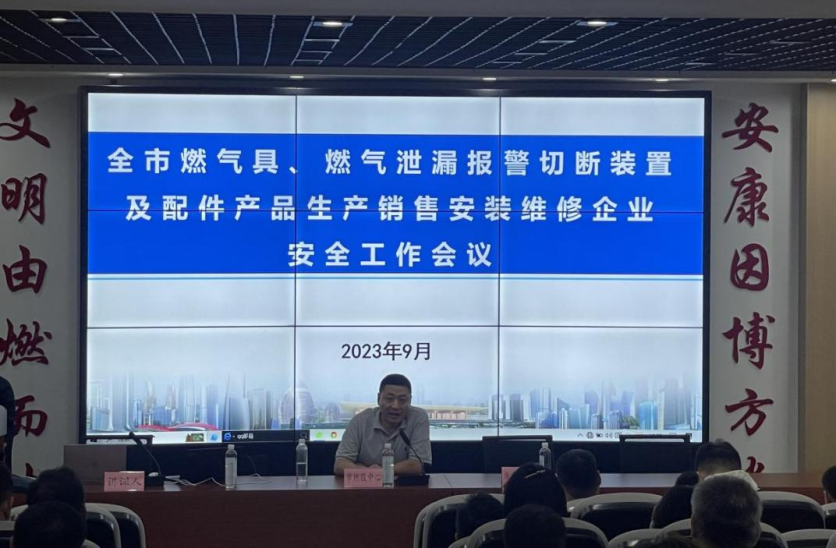 全市燃气具、燃气泄漏报警切断装置
及配件产品生产销售安装维修企业
安全工作会议
2023年9月
文明由燃而
安康因博方